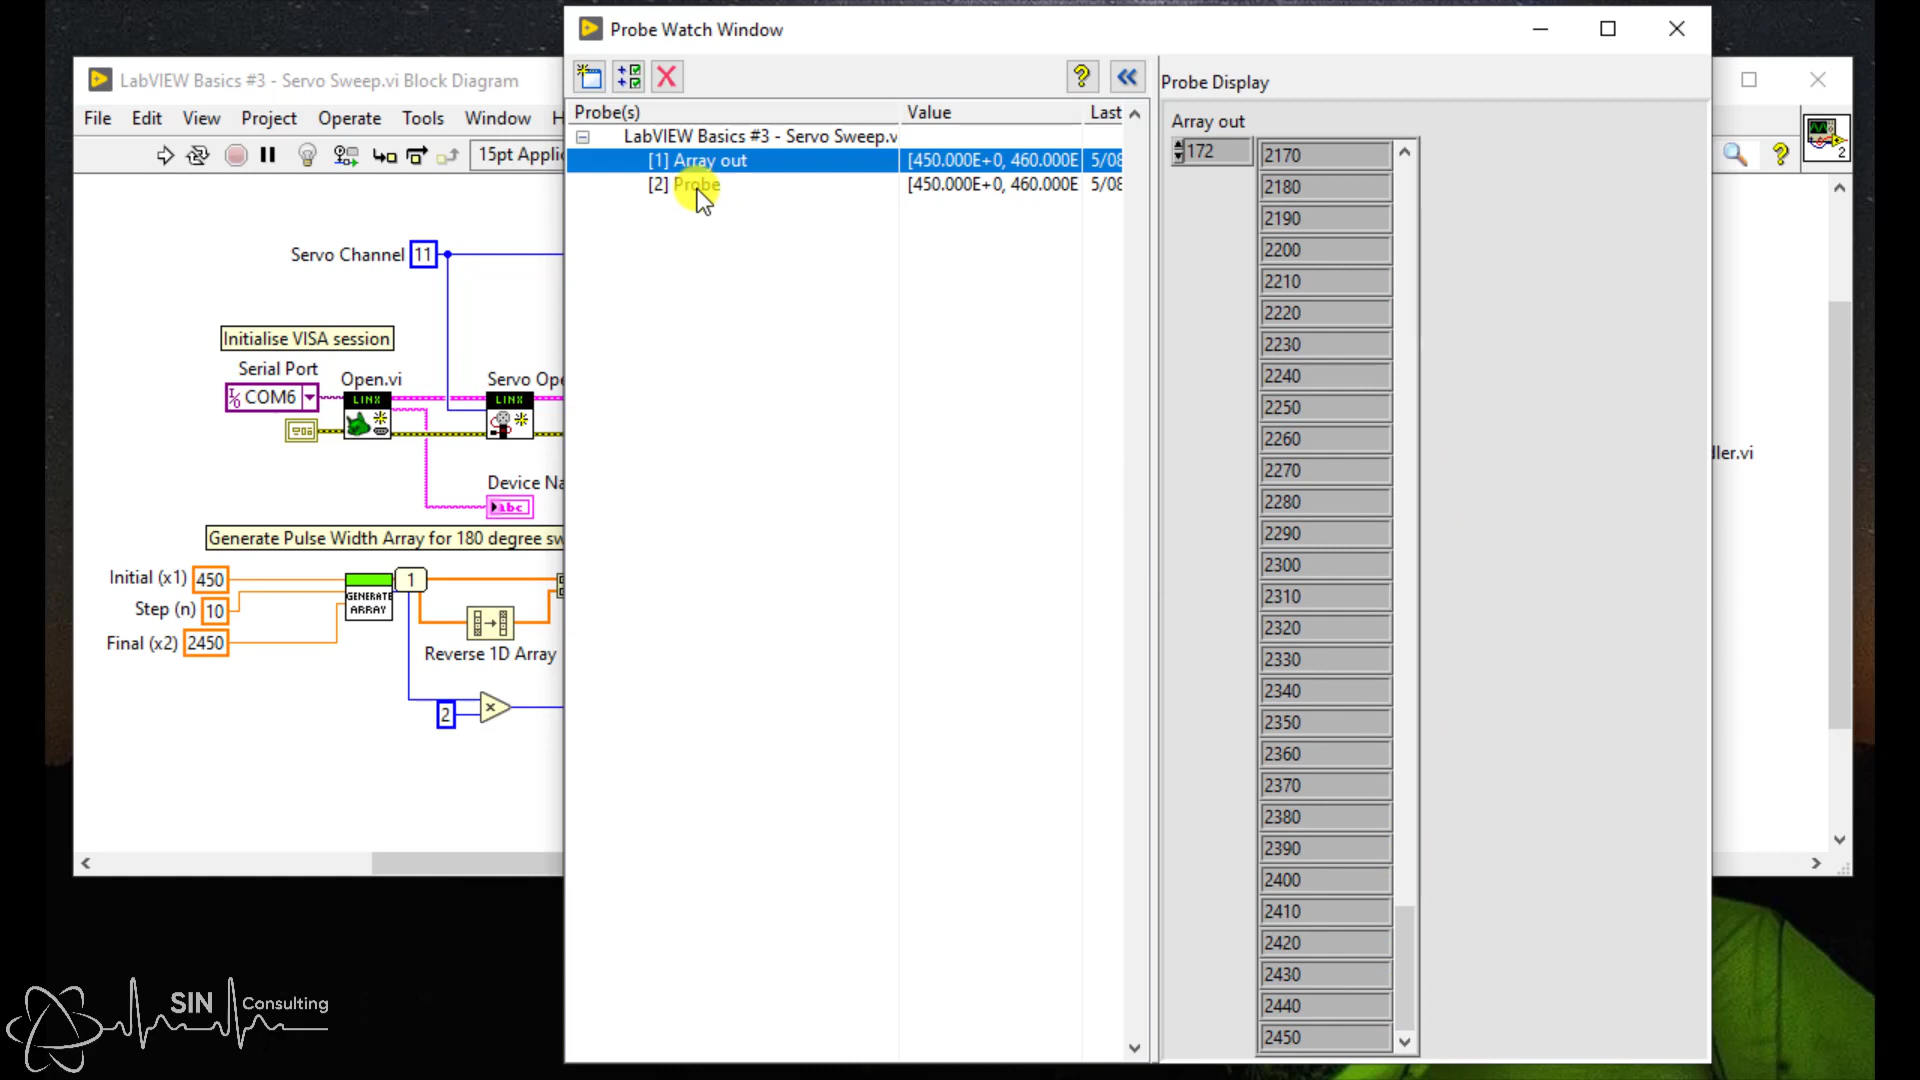 Probe Watch Window
LabVIEW Basics #3 - Servo Sweep.vi Block Diagram
File Edit View Project Operate Tools Window H
15pt Applic
2
Servo Channel 11
Initialise VISA session
Serial Port
COM6
Open.vi
LINX
Servo Ope
LINX
Device Na
abc
Generate Pulse Width Array for 180 degree sw
Initial (x1) 450
Step (n) 10
Final (x2) 2450
GENERATE
ARRAY
1
Reverse 1D Array
2
x
Probe(s) Value Last
LabVIEW Basics #3 - Servo Sweep.v
[1] Array out [450.000E+0, 460.000E 5/08
[2] Probe [450.000E+0, 460.000E 5/08
Probe Display
Array out
172
2170
2180
2190
2200
2210
2220
2230
2240
2250
2260
2270
2280
2290
2300
2310
2320
2330
2340
2350
2360
2370
2380
2390
2400
2410
2420
2430
2440
2450
dler.vi
SIN Consulting